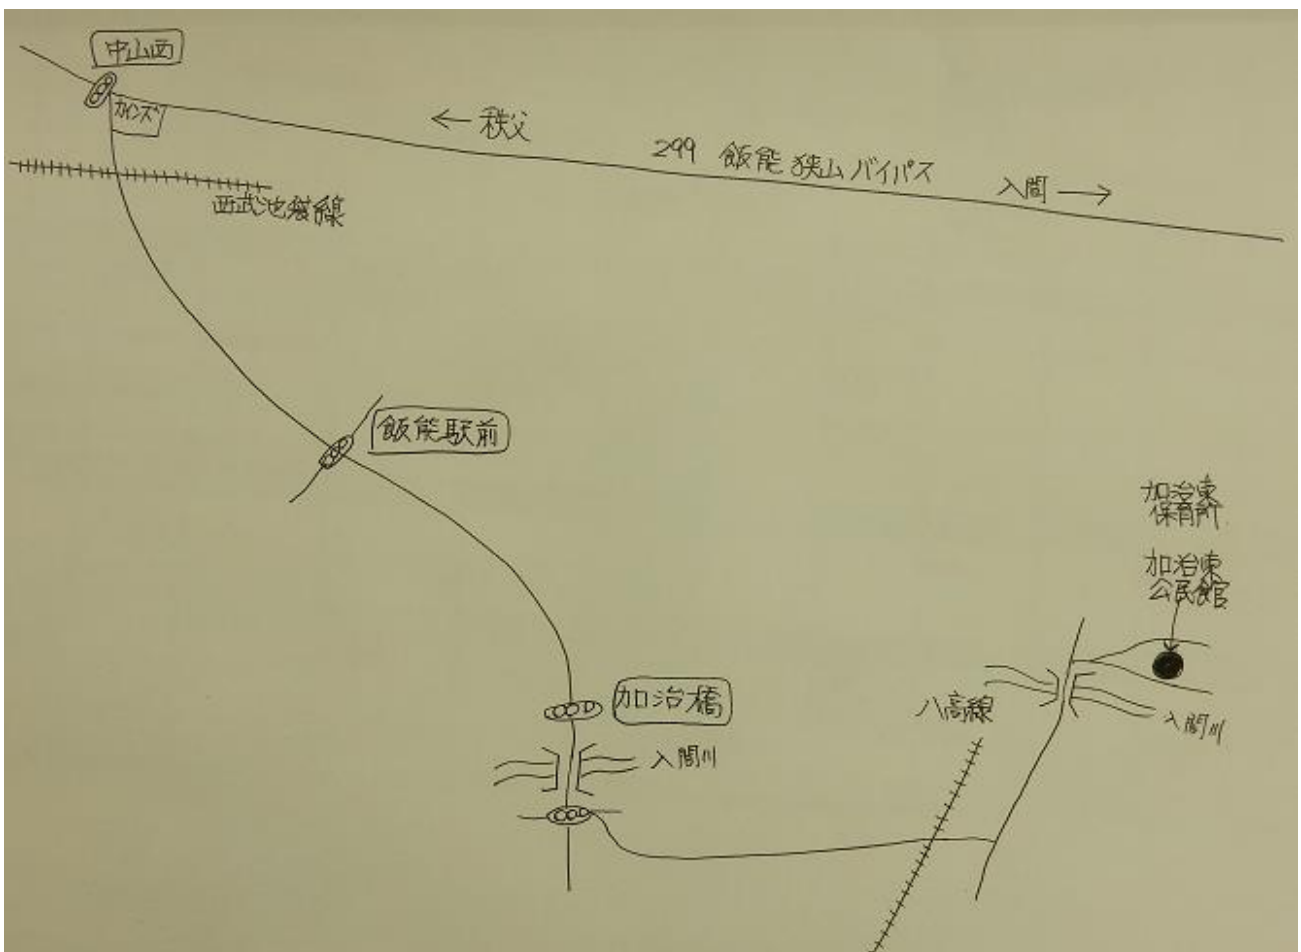 中山西
カインズ
← 秩父
299 飯能狭山バイパス
入間 →
西武池袋線
飯能駅前
加治東
保育所
加治東
公民館
加治橋
八高線
入間川
入間川